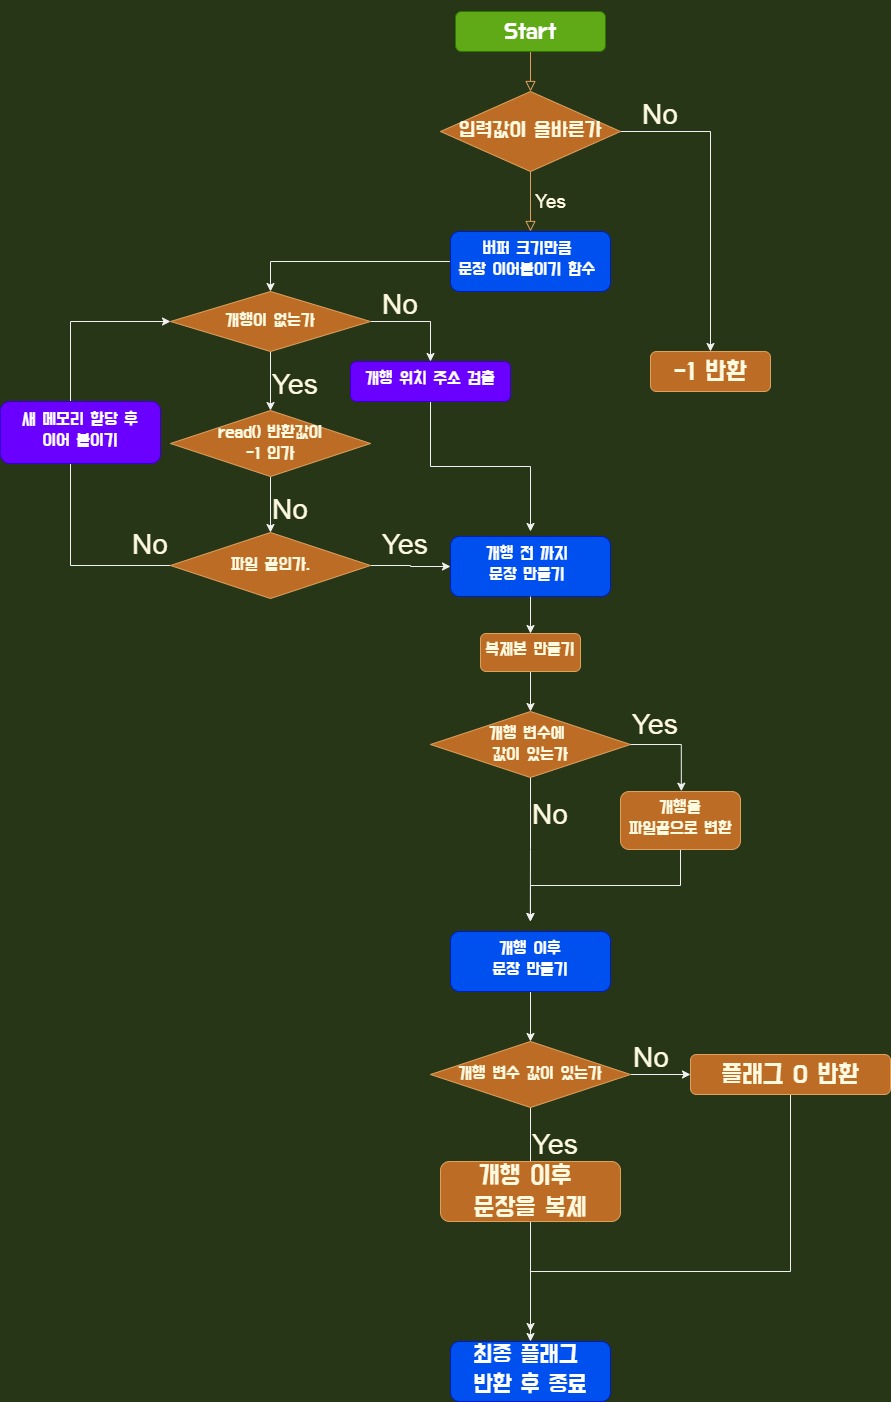 Start
입력값이 올바른가
No
Yes
버퍼 크기만큼
문장 이어붙이기 함수
개행이 없는가
No
Yes
개행 위치 주소 검출
-1 반환
새 메모리 할당 후
이어 붙이기
read() 반환값이
-1 인가
No
파일 끝인가.
No
Yes
개행 전 까지
문장 만들기
복제본 만들기
개행 변수에
값이 있는가
Yes
No
개행을
파일끝으로 변환
개행 이후
문장 만들기
개행 변수 값이 있는가
No
플래그 0 반환
Yes
개행 이후
문장을 복제
최종 플래그
반환 후 종료